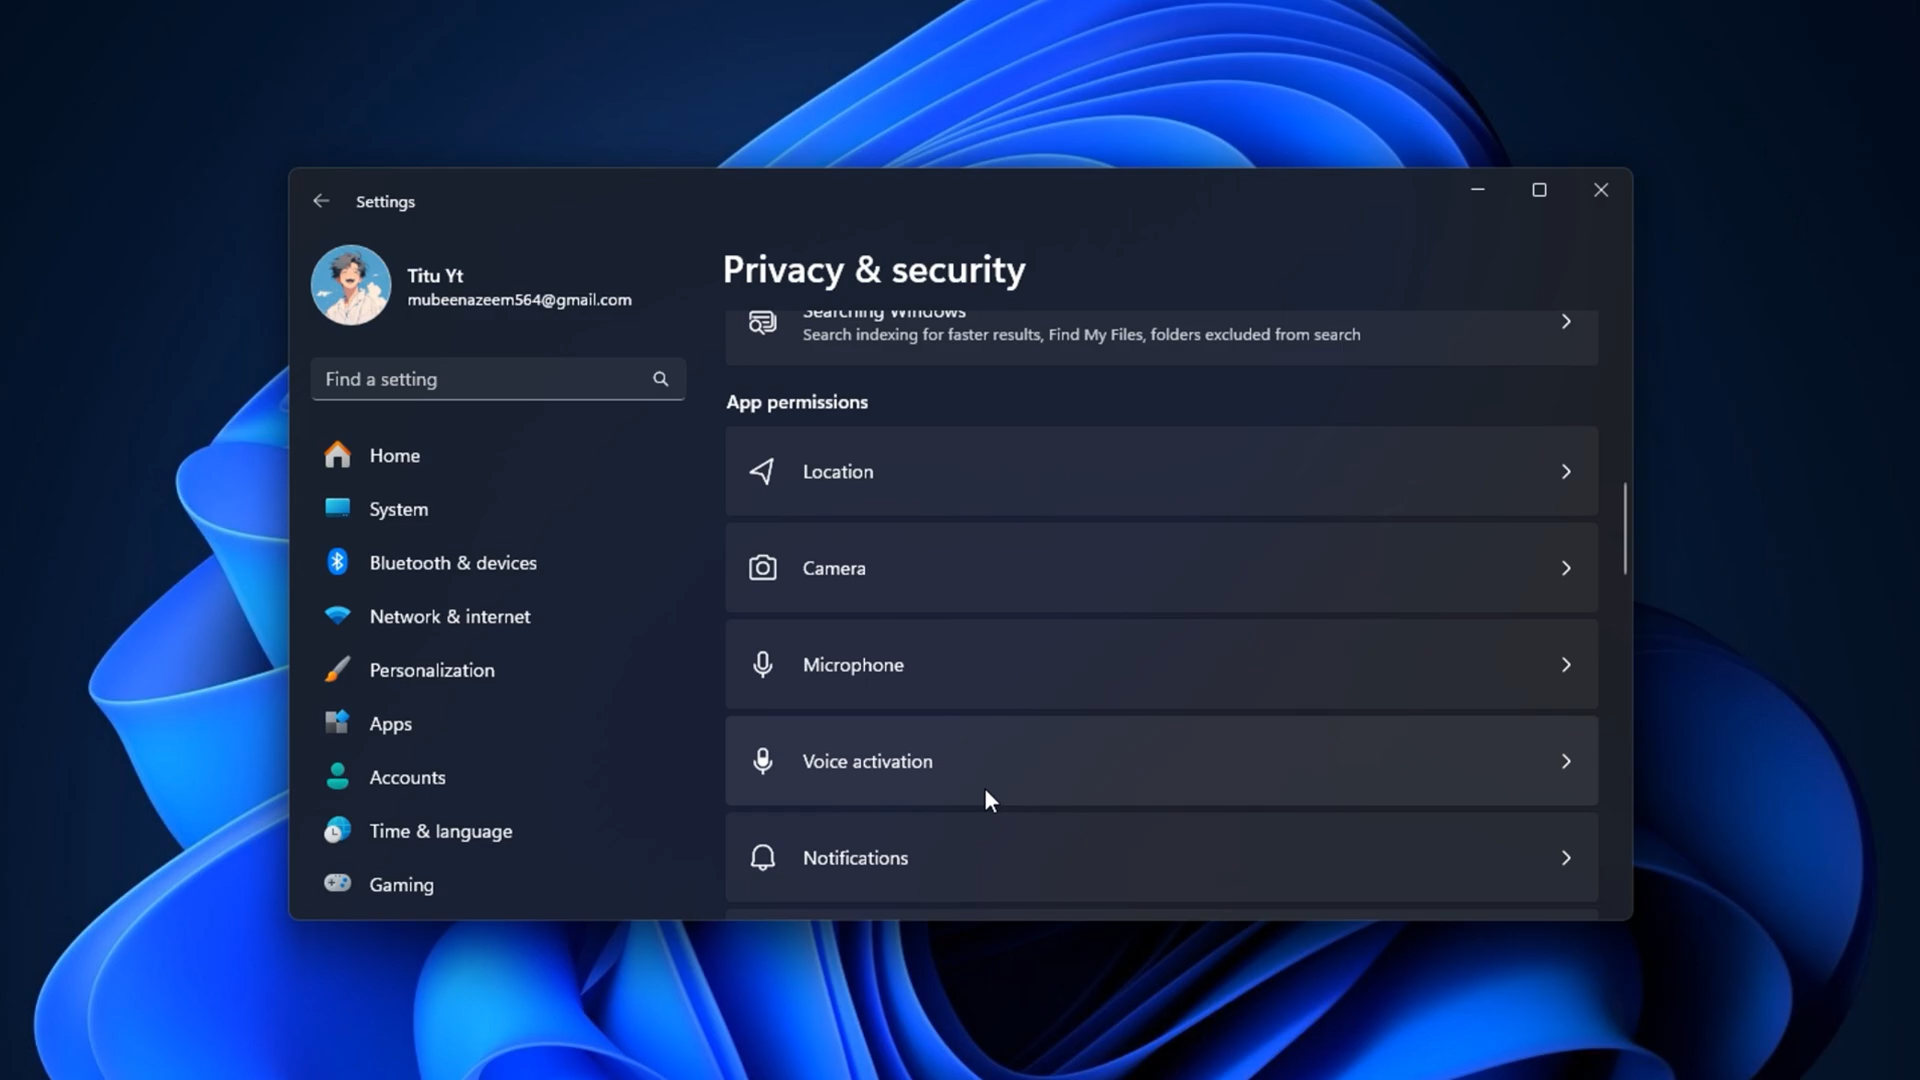 Settings
Titu Yt
mubeenazeem564@gmail.com
Find a setting
Home
System
Bluetooth & devices
Network & internet
Personalization
Apps
Accounts
Time & language
Gaming
Privacy & security
Searching Windows
Search indexing for faster results, Find My Files, folders excluded from search
App permissions
Location
Camera
Microphone
Voice activation
Notifications